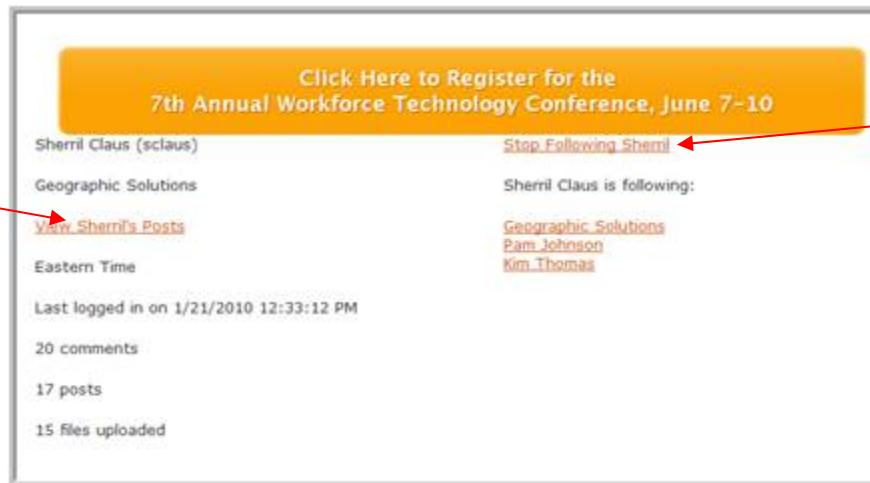 Click Here to Register for the
7th Annual Workforce Technology Conference, June 7-10
Sherril Claus (sclaus)
Geographic Solutions
View Sherril's Posts
Eastern Time
Last logged in on 1/21/2010 12:33:12 PM
20 comments
17 posts
15 files uploaded
Stop Following Sherril
Sherril Claus is following:
Geographic Solutions
Pam Johnson
Kim Thomas